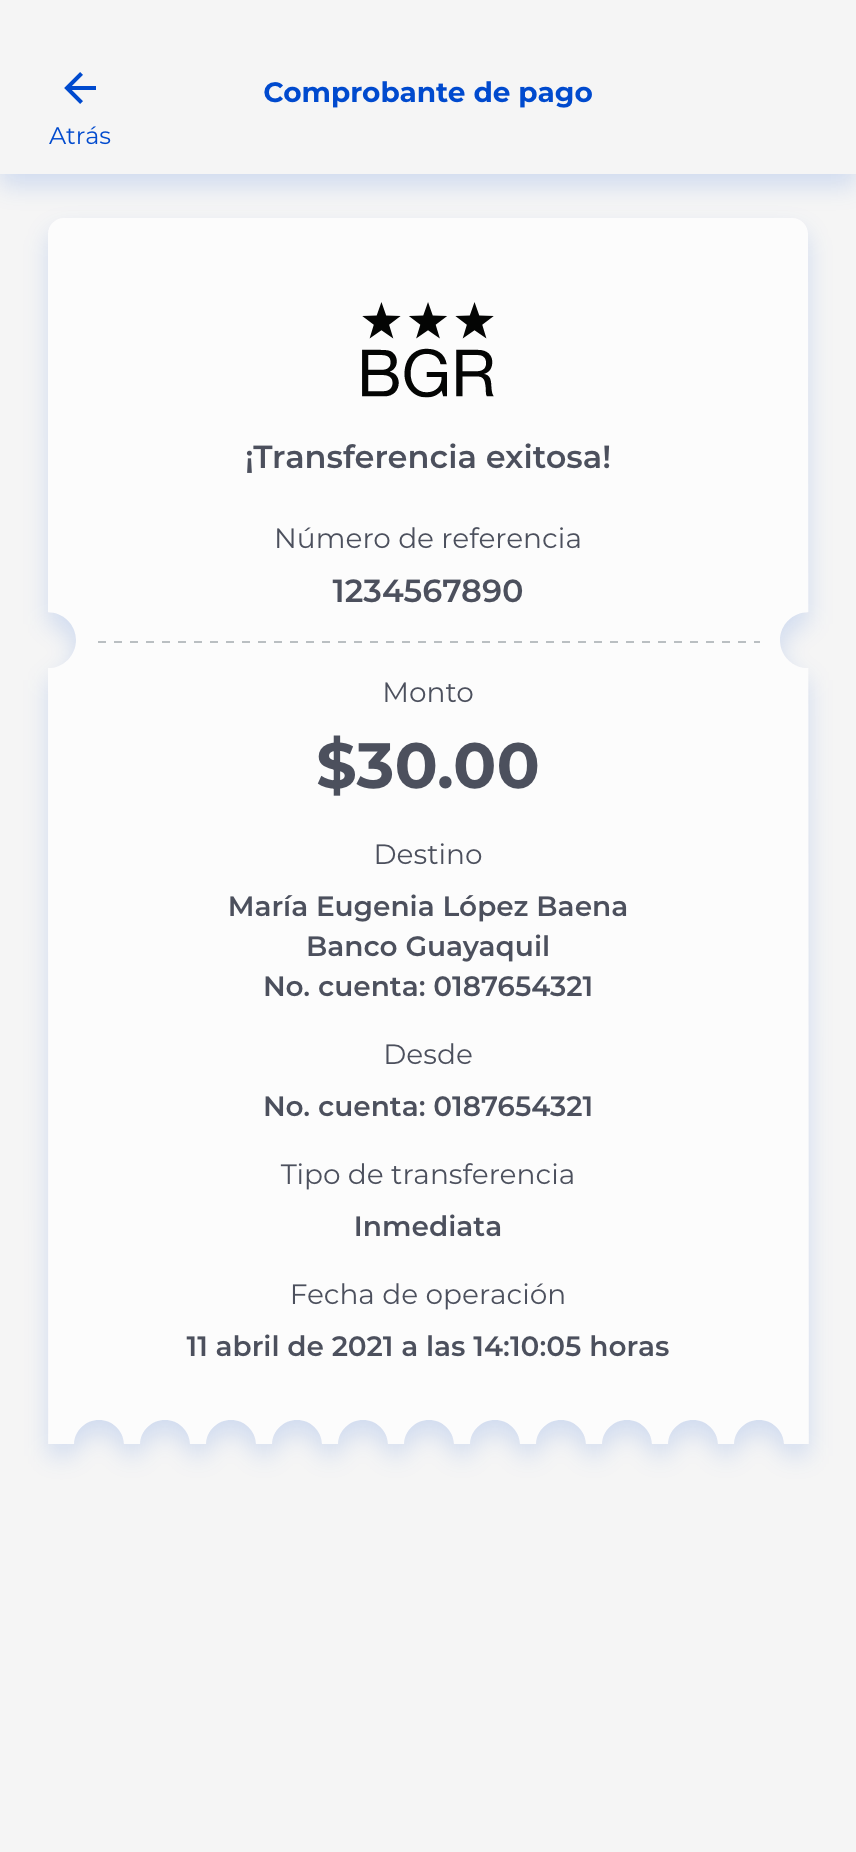 Comprobante de pago
Atrás
BGR
¡Transferencia exitosa!
Número de referencia
1234567890
Monto
$30.00
Destino
María Eugenia López Baena
Banco Guayaquil
No. cuenta: 0187654321
Desde
No. cuenta: 0187654321
Tipo de transferencia
Inmediata
Fecha de operación
11 abril de 2021 a las 14:10:05 horas